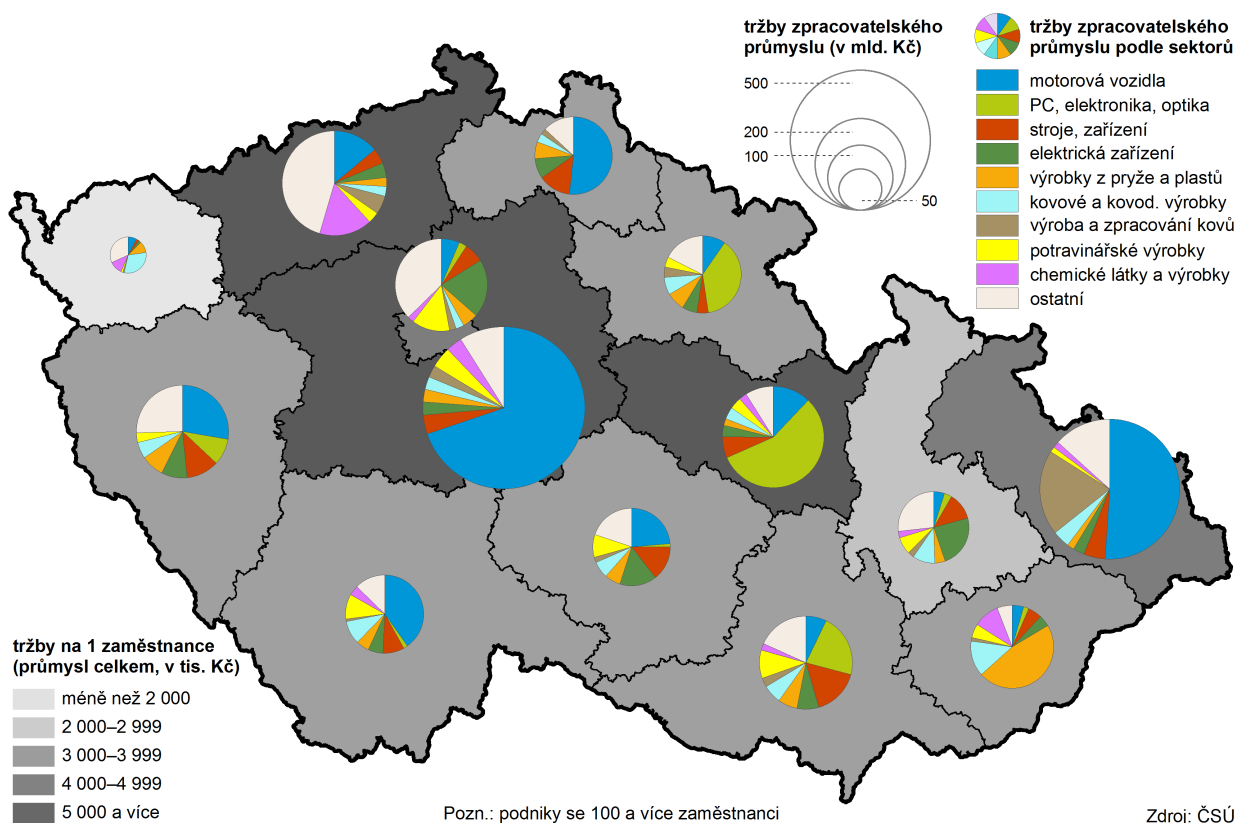 tržby zpracovatelského
průmyslu (v mld. Kč)
500
200
100
50
tržby zpracovatelského
průmyslu podle sektorů
motorová vozidla
PC, elektronika, optika
stroje, zařízení
elektrická zařízení
výrobky z pryže a plastů
kovové a kovod. výrobky
výroba a zpracování kovů
potravinářské výrobky
chemické látky a výrobky
ostatní
tržby na 1 zaměstnance
(průmysl celkem, v tis. Kč)
méně než 2 000
2 000–2 999
3 000–3 999
4 000–4 999
5 000 a více
Pozn.: podniky se 100 a více zaměstnanci
Zdroj: ČSÚ